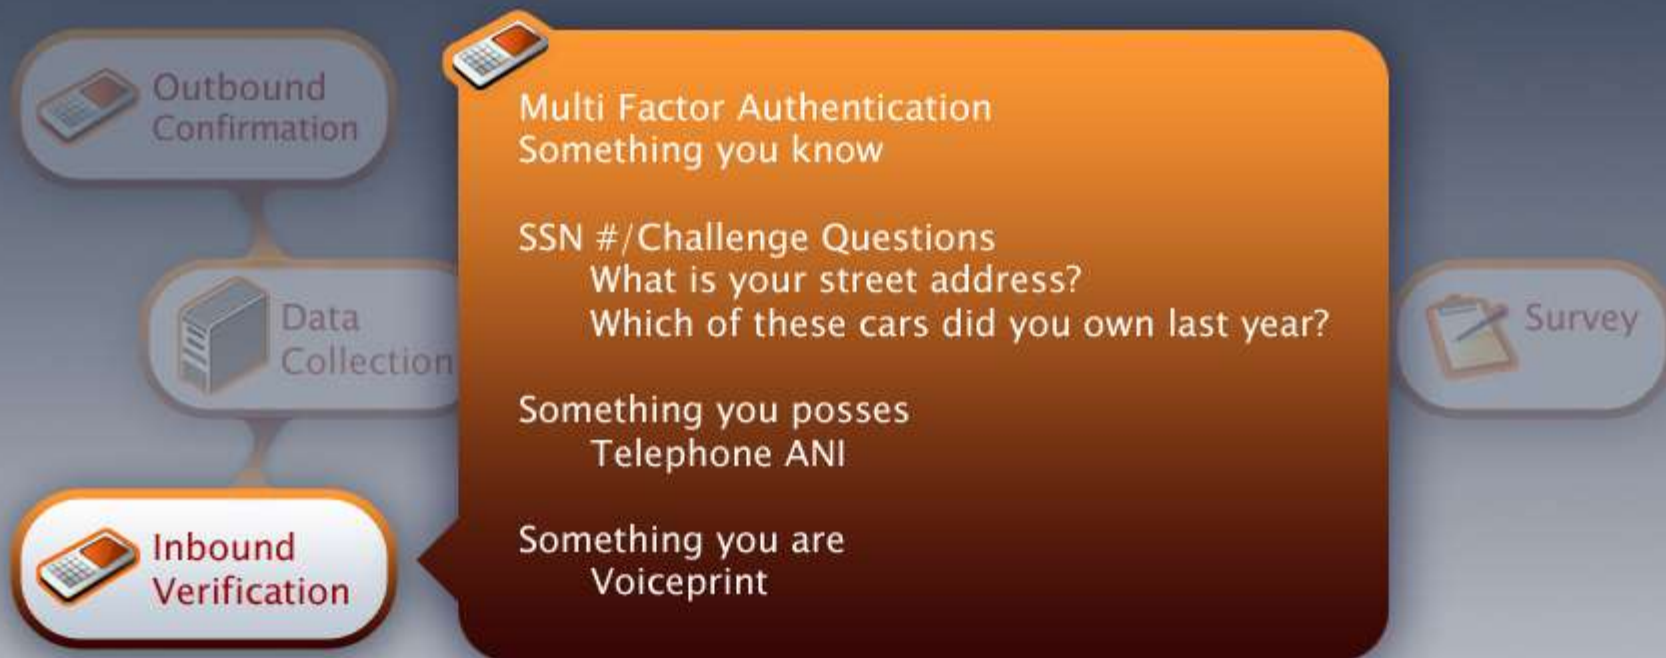 Outbound
Confirmation
Data
Collection
Inbound
Verification
Multi Factor Authentication
Something you know
SSN #/Challenge Questions
What is your street address?
Which of these cars did you own last year?
Something you posses
Telephone ANI
Something you are
Voiceprint
Survey